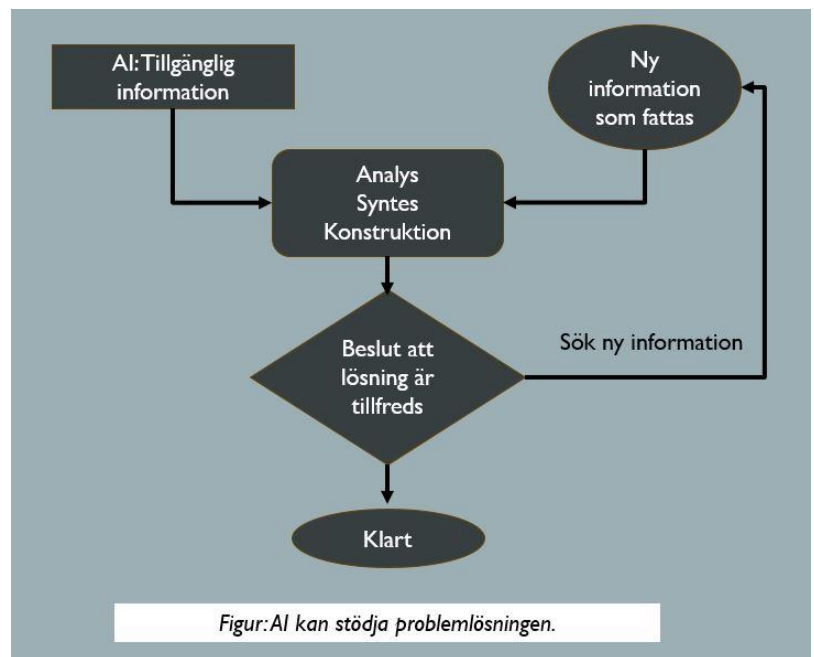 AI: Tillgänglig
information
Ny
information
som fattas
Analys
Syntes
Konstruktion
Beslut att
lösning är
tillfreds
Sök ny information
Klart
Figur: AI kan stödja problemlösningen.